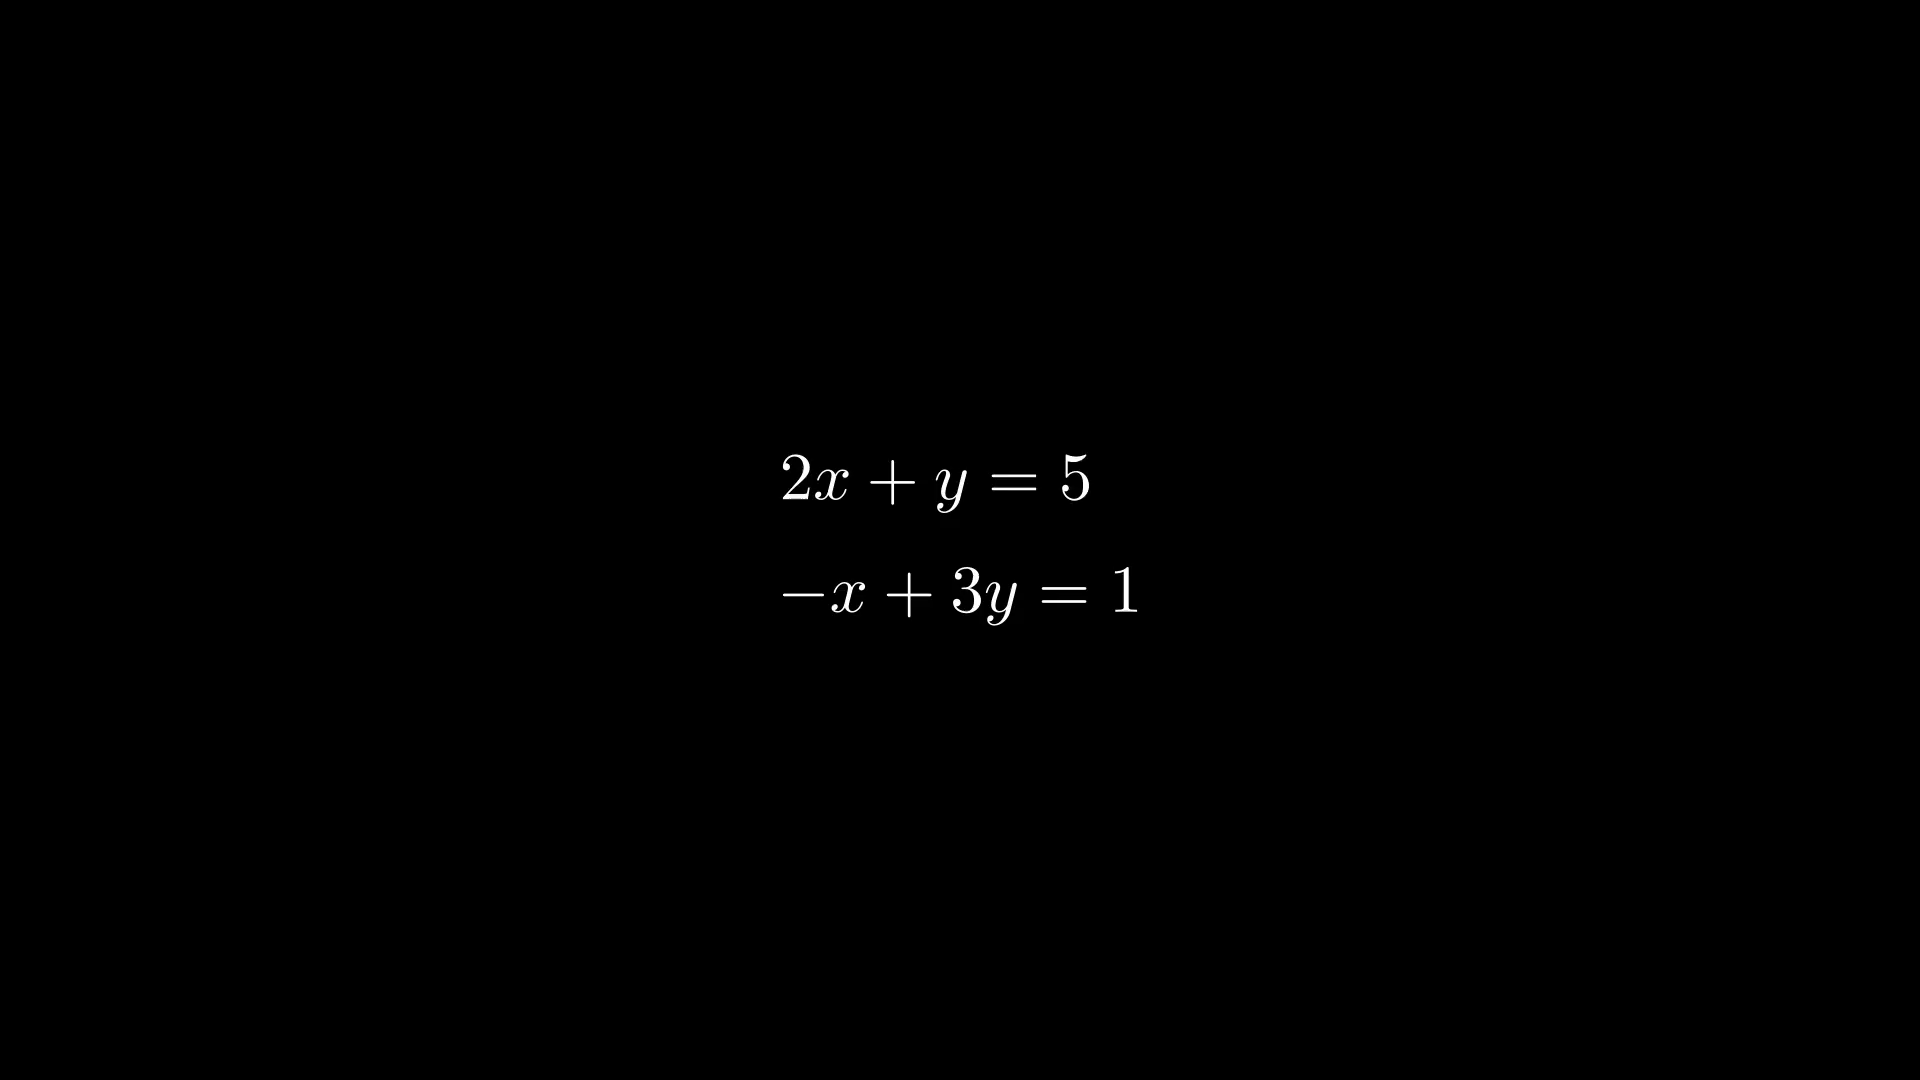 2x + y = 5
−x + 3y = 1